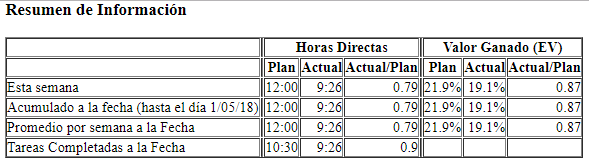 Resumen de Información
Horas Directas Valor Ganado (EV)
Plan Actual Actual/Plan Plan Actual Actual/Plan
Esta semana 12:00 9:26 0.79 21.9% 19.1% 0.87
Acumulado a la fecha (hasta el día 1/05/18) 12:00 9:26 0.79 21.9% 19.1% 0.87
Promedio por semana a la Fecha 12:00 9:26 0.79 21.9% 19.1% 0.87
Tareas Completadas a la Fecha 10:30 9:26 0.9